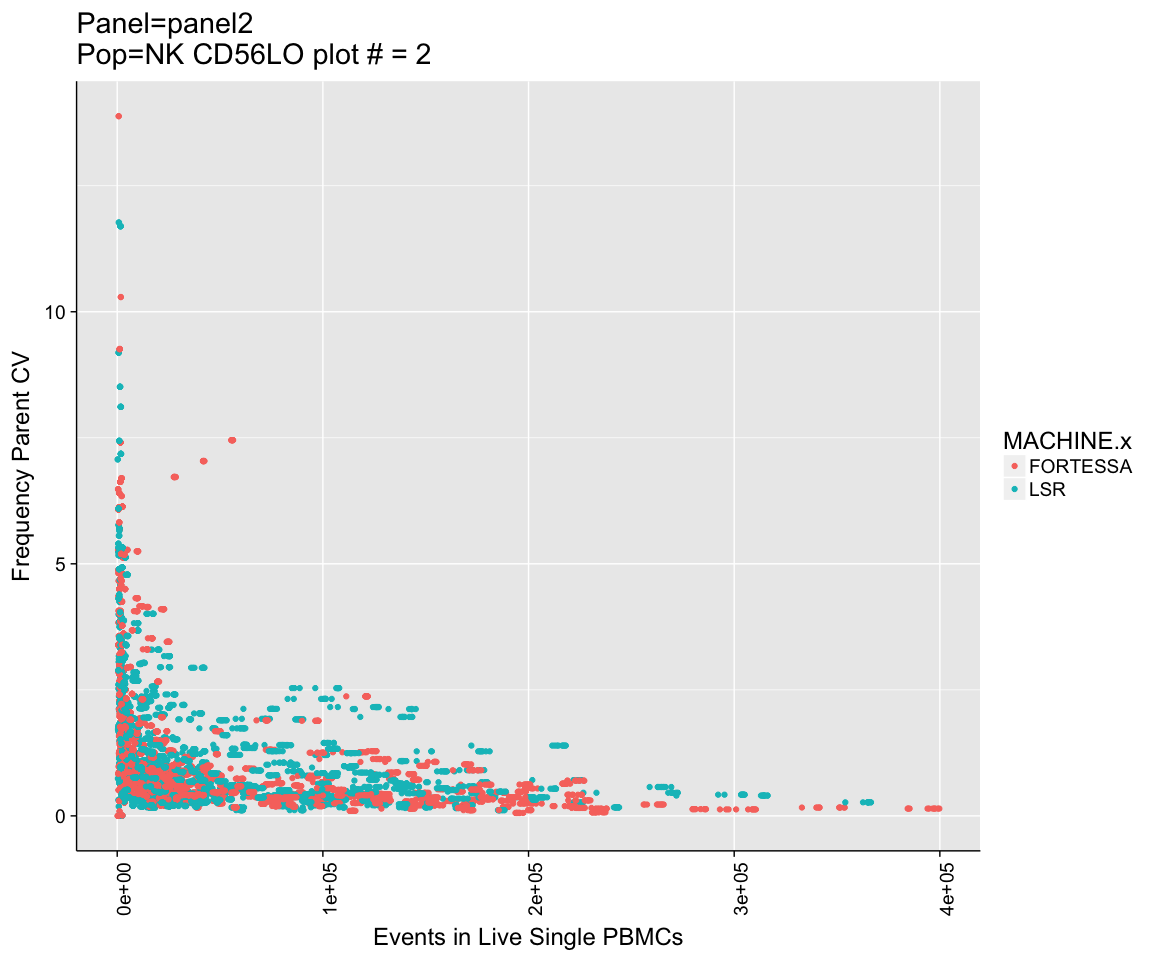 Panel=panel2
Pop=NK CD56LO plot # = 2
Frequency Parent CV
10
5
0
0e+00
1e+05
2e+05
3e+05
4e+05
Events in Live Single PBMCs
MACHINE.x
FORTESSA
LSR